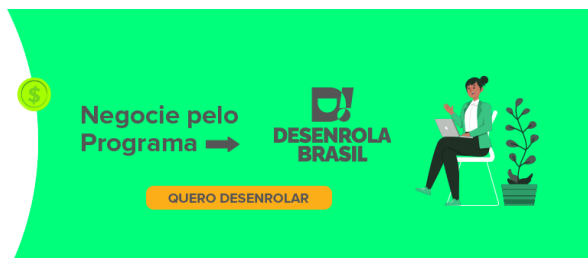 Negocie pelo
Programa
$
D!
DESENROLA
BRASIL
QUERO DESENROLAR